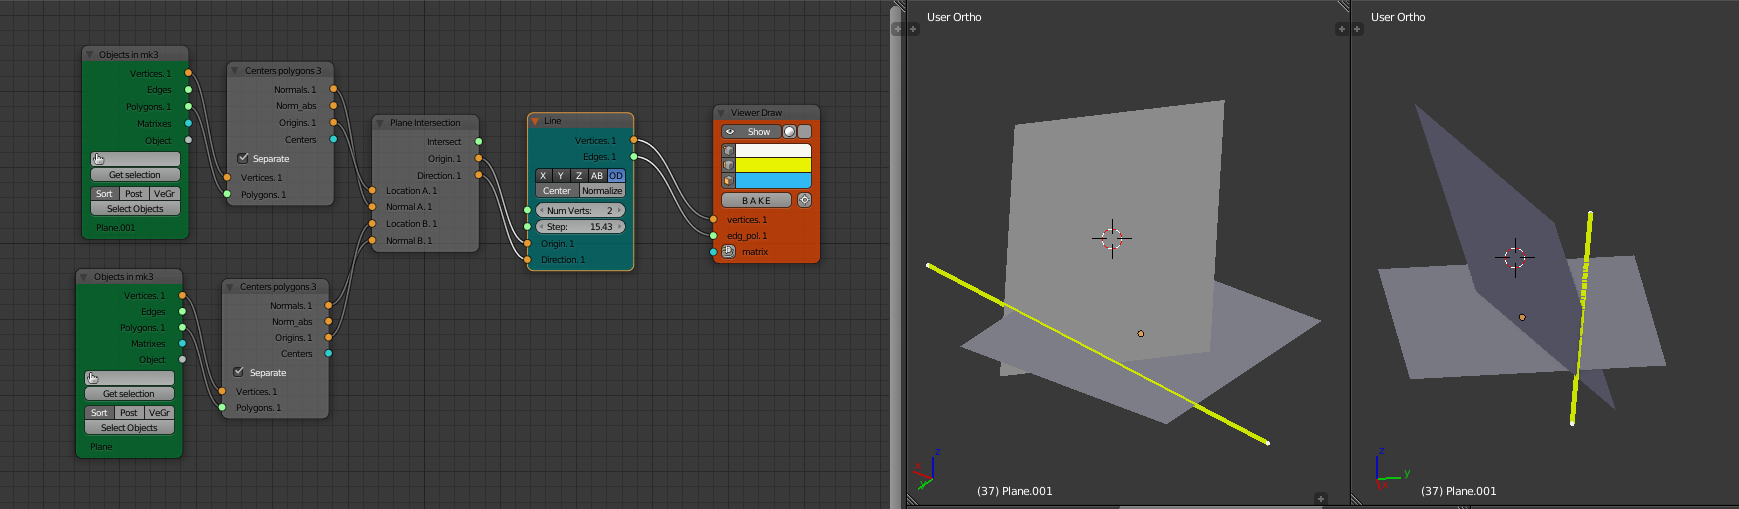 Objects in mk3
Vertices. 1
Edges
Polygons. 1
Matrixes
Object
Get selection
Sort Post VeGr
Select Objects
Plane.001
Centers polygons 3
Normals. 1
Norm_abs
Origins. 1
Centers
Separate
Vertices. 1
Polygons. 1
Objects in mk3
Vertices. 1
Edges
Polygons. 1
Matrixes
Object
Get selection
Sort Post VeGr
Select Objects
Plane
Centers polygons 3
Normals. 1
Norm_abs
Origins. 1
Centers
Separate
Vertices. 1
Polygons. 1
Plane Intersection
Intersect
Origin. 1
Direction. 1
Location A. 1
Normal A. 1
Location B. 1
Normal B. 1
Line
Vertices. 1
Edges. 1
X Y Z AB OD
Center Normalize
Num Verts: 2
Step: 15.43
Origin. 1
Direction. 1
Viewer Draw
Show
BAKE
vertices. 1
edg_pol. 1
matrix
User Ortho
z
x
y
(37) Plane.001
User Ortho
z
y
x
(37) Plane.001